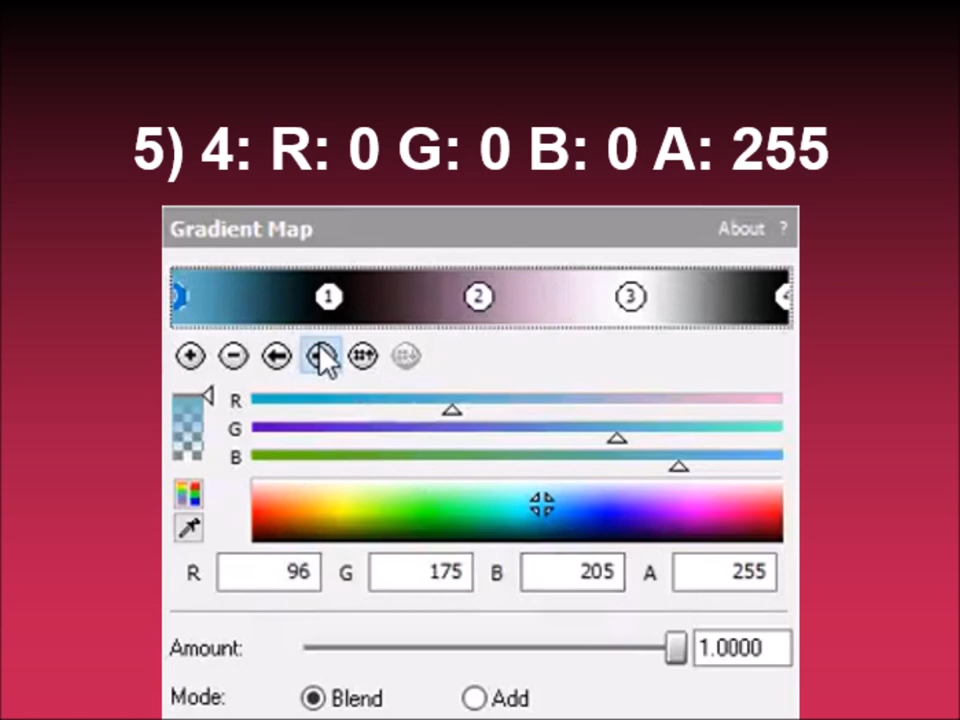 5) 4: R: 0 G: 0 B: 0 A: 255
Gradient Map About ?
1 2 3 4
R
G
B
R 96 G 175 B 205 A 255
Amount: 1.0000
Mode: Blend Add